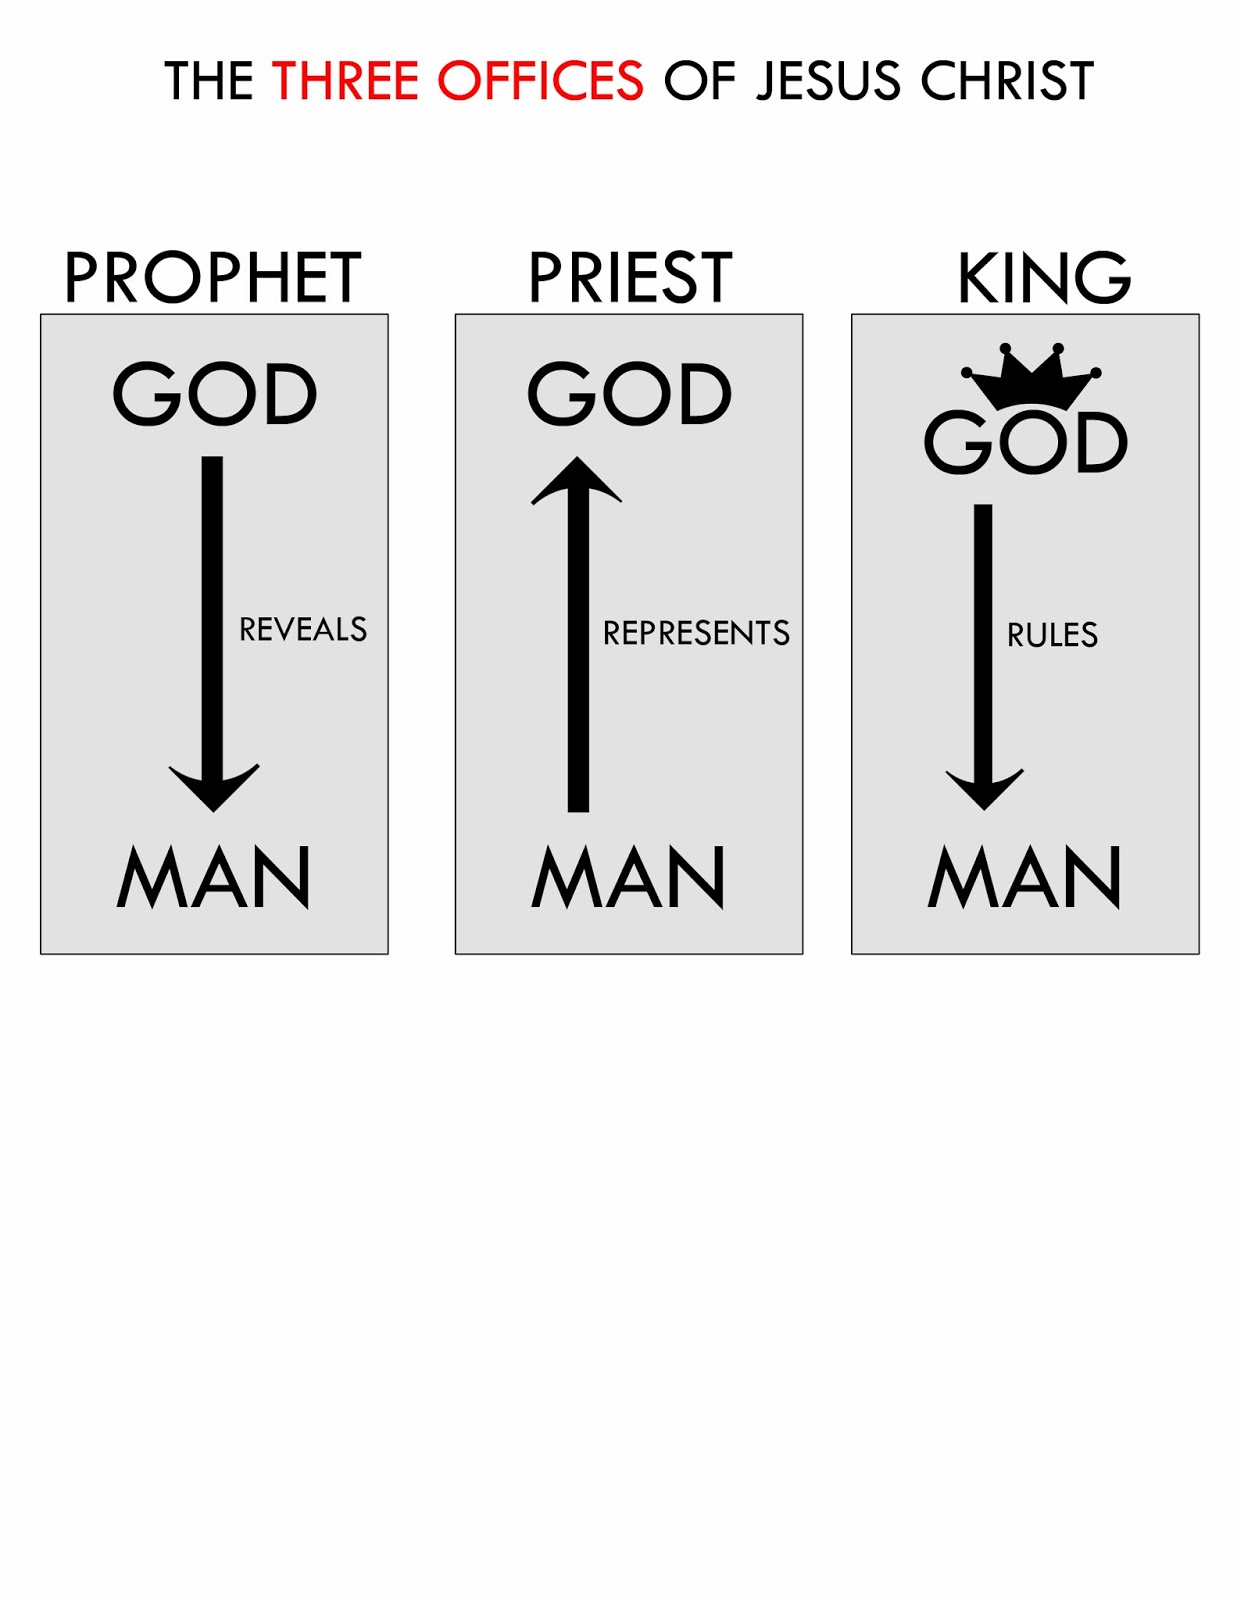 THE THREE OFFICES OF JESUS CHRIST
PROPHET
GOD
REVEALS
MAN
PRIEST
GOD
REPRESENTS
MAN
KING
GOD
RULES
MAN